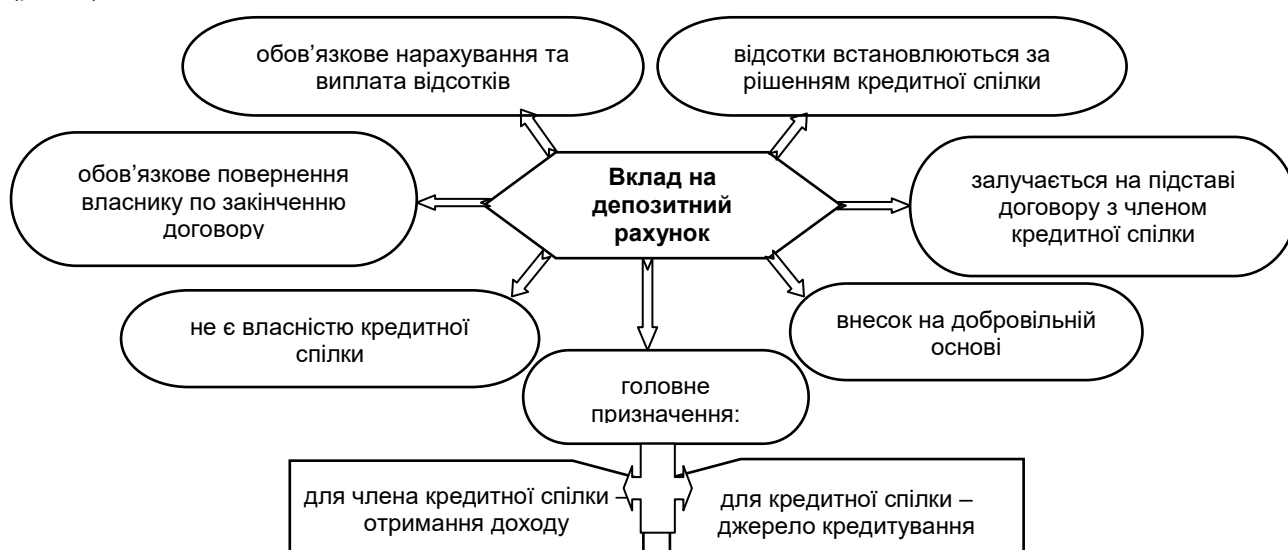 обов’язкове нарахування та
виплата відсотків
відсотки встановлюються за
рішенням кредитної спілки
обов’язкове повернення
власнику по закінченню
договору
Вклад на
депозитний
рахунок
залучається на підставі
договору з членом
кредитної спілки
не є власністю кредитної
спілки
внесок на добровільній
основі
головне
призначення:
для члена кредитної спілки –
отримання доходу
для кредитної спілки –
джерело кредитування